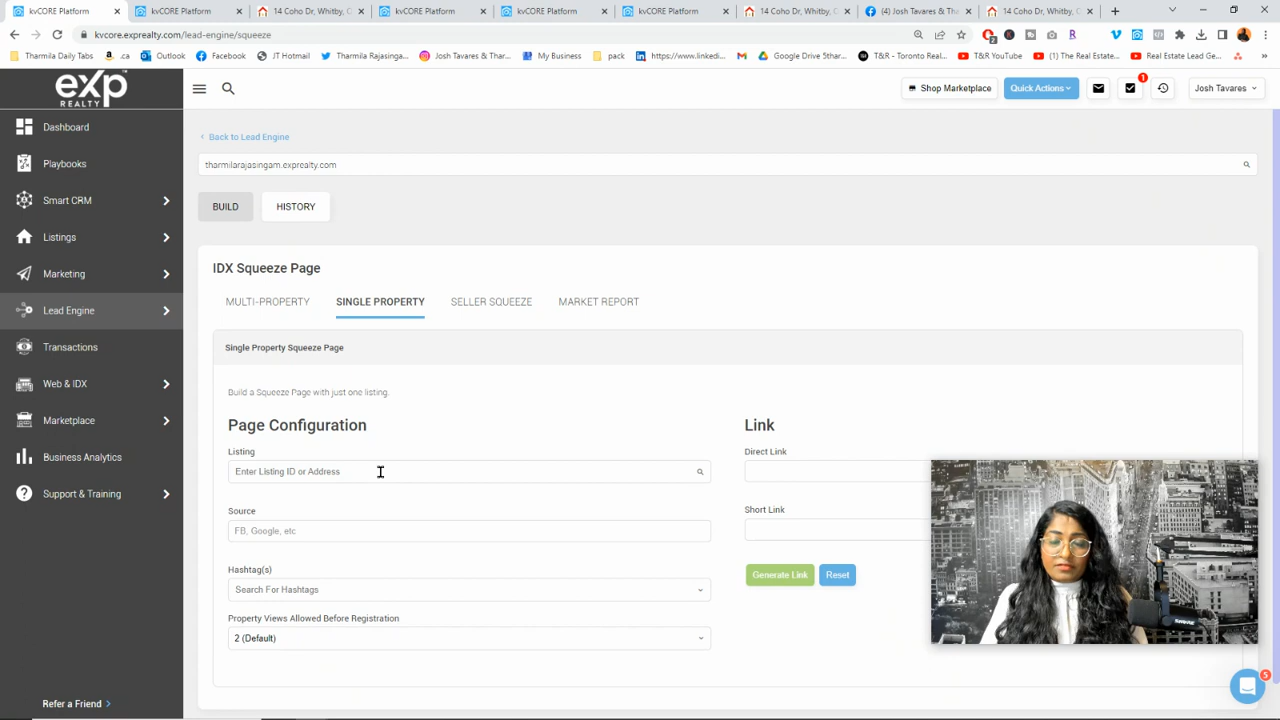 kvCORE Platform
kvCORE Platform
14 Coho Dr, Whitby,
kvCORE Platform
kvCORE Platform
kvCORE Platform
14 Coho Dr, Whitby,
(4) Josh Tavares &
14 Coho Dr, Whitby,
kvcore.exprealty.com/lead-engine/squeeze
Tharmila Daily Tabs
.ca
Outlook
Facebook
JT Hotmail
Tharmila Rajasinga...
Josh Tavares & Thar...
My Business
pack
https://www.linkedi...
Google Drive 5thar...
T&R - Toronto Real...
T&R YouTube
(1) The Real Estate...
Real Estate Lead Ge...
exp
REALTY
Shop Marketplace
Quick Actions
1
Josh Tavares
Dashboard
Playbooks
Smart CRM
Listings
Marketing
Lead Engine
Transactions
Web & IDX
Marketplace
Business Analytics
Support & Training
Refer a Friend
Back to Lead Engine
tharmilarajasingam.exprealty.com
BUILD
HISTORY
IDX Squeeze Page
MULTI-PROPERTY
SINGLE PROPERTY
SELLER SQUEEZE
MARKET REPORT
Single Property Squeeze Page
Build a Squeeze Page with just one listing.
Page Configuration
Link
Listing
Direct Link
Enter Listing ID or Address
Source
Short Link
FB, Google, etc
Hashtag(s)
Generate Link
Reset
Search For Hashtags
Property Views Allowed Before Registration
2 (Default)
5